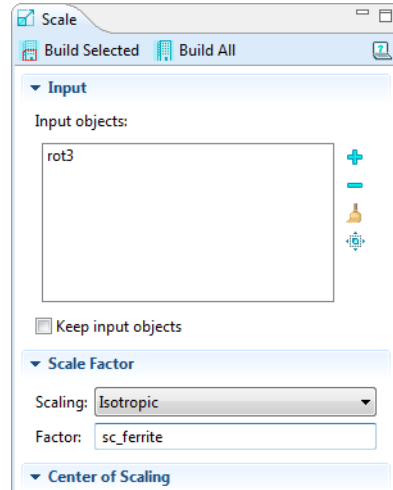 Scale
Build Selected Build All
Input
Input objects:
rot3
Keep input objects
Scale Factor
Scaling: Isotropic
Factor: sc_ferrite
Center of Scaling